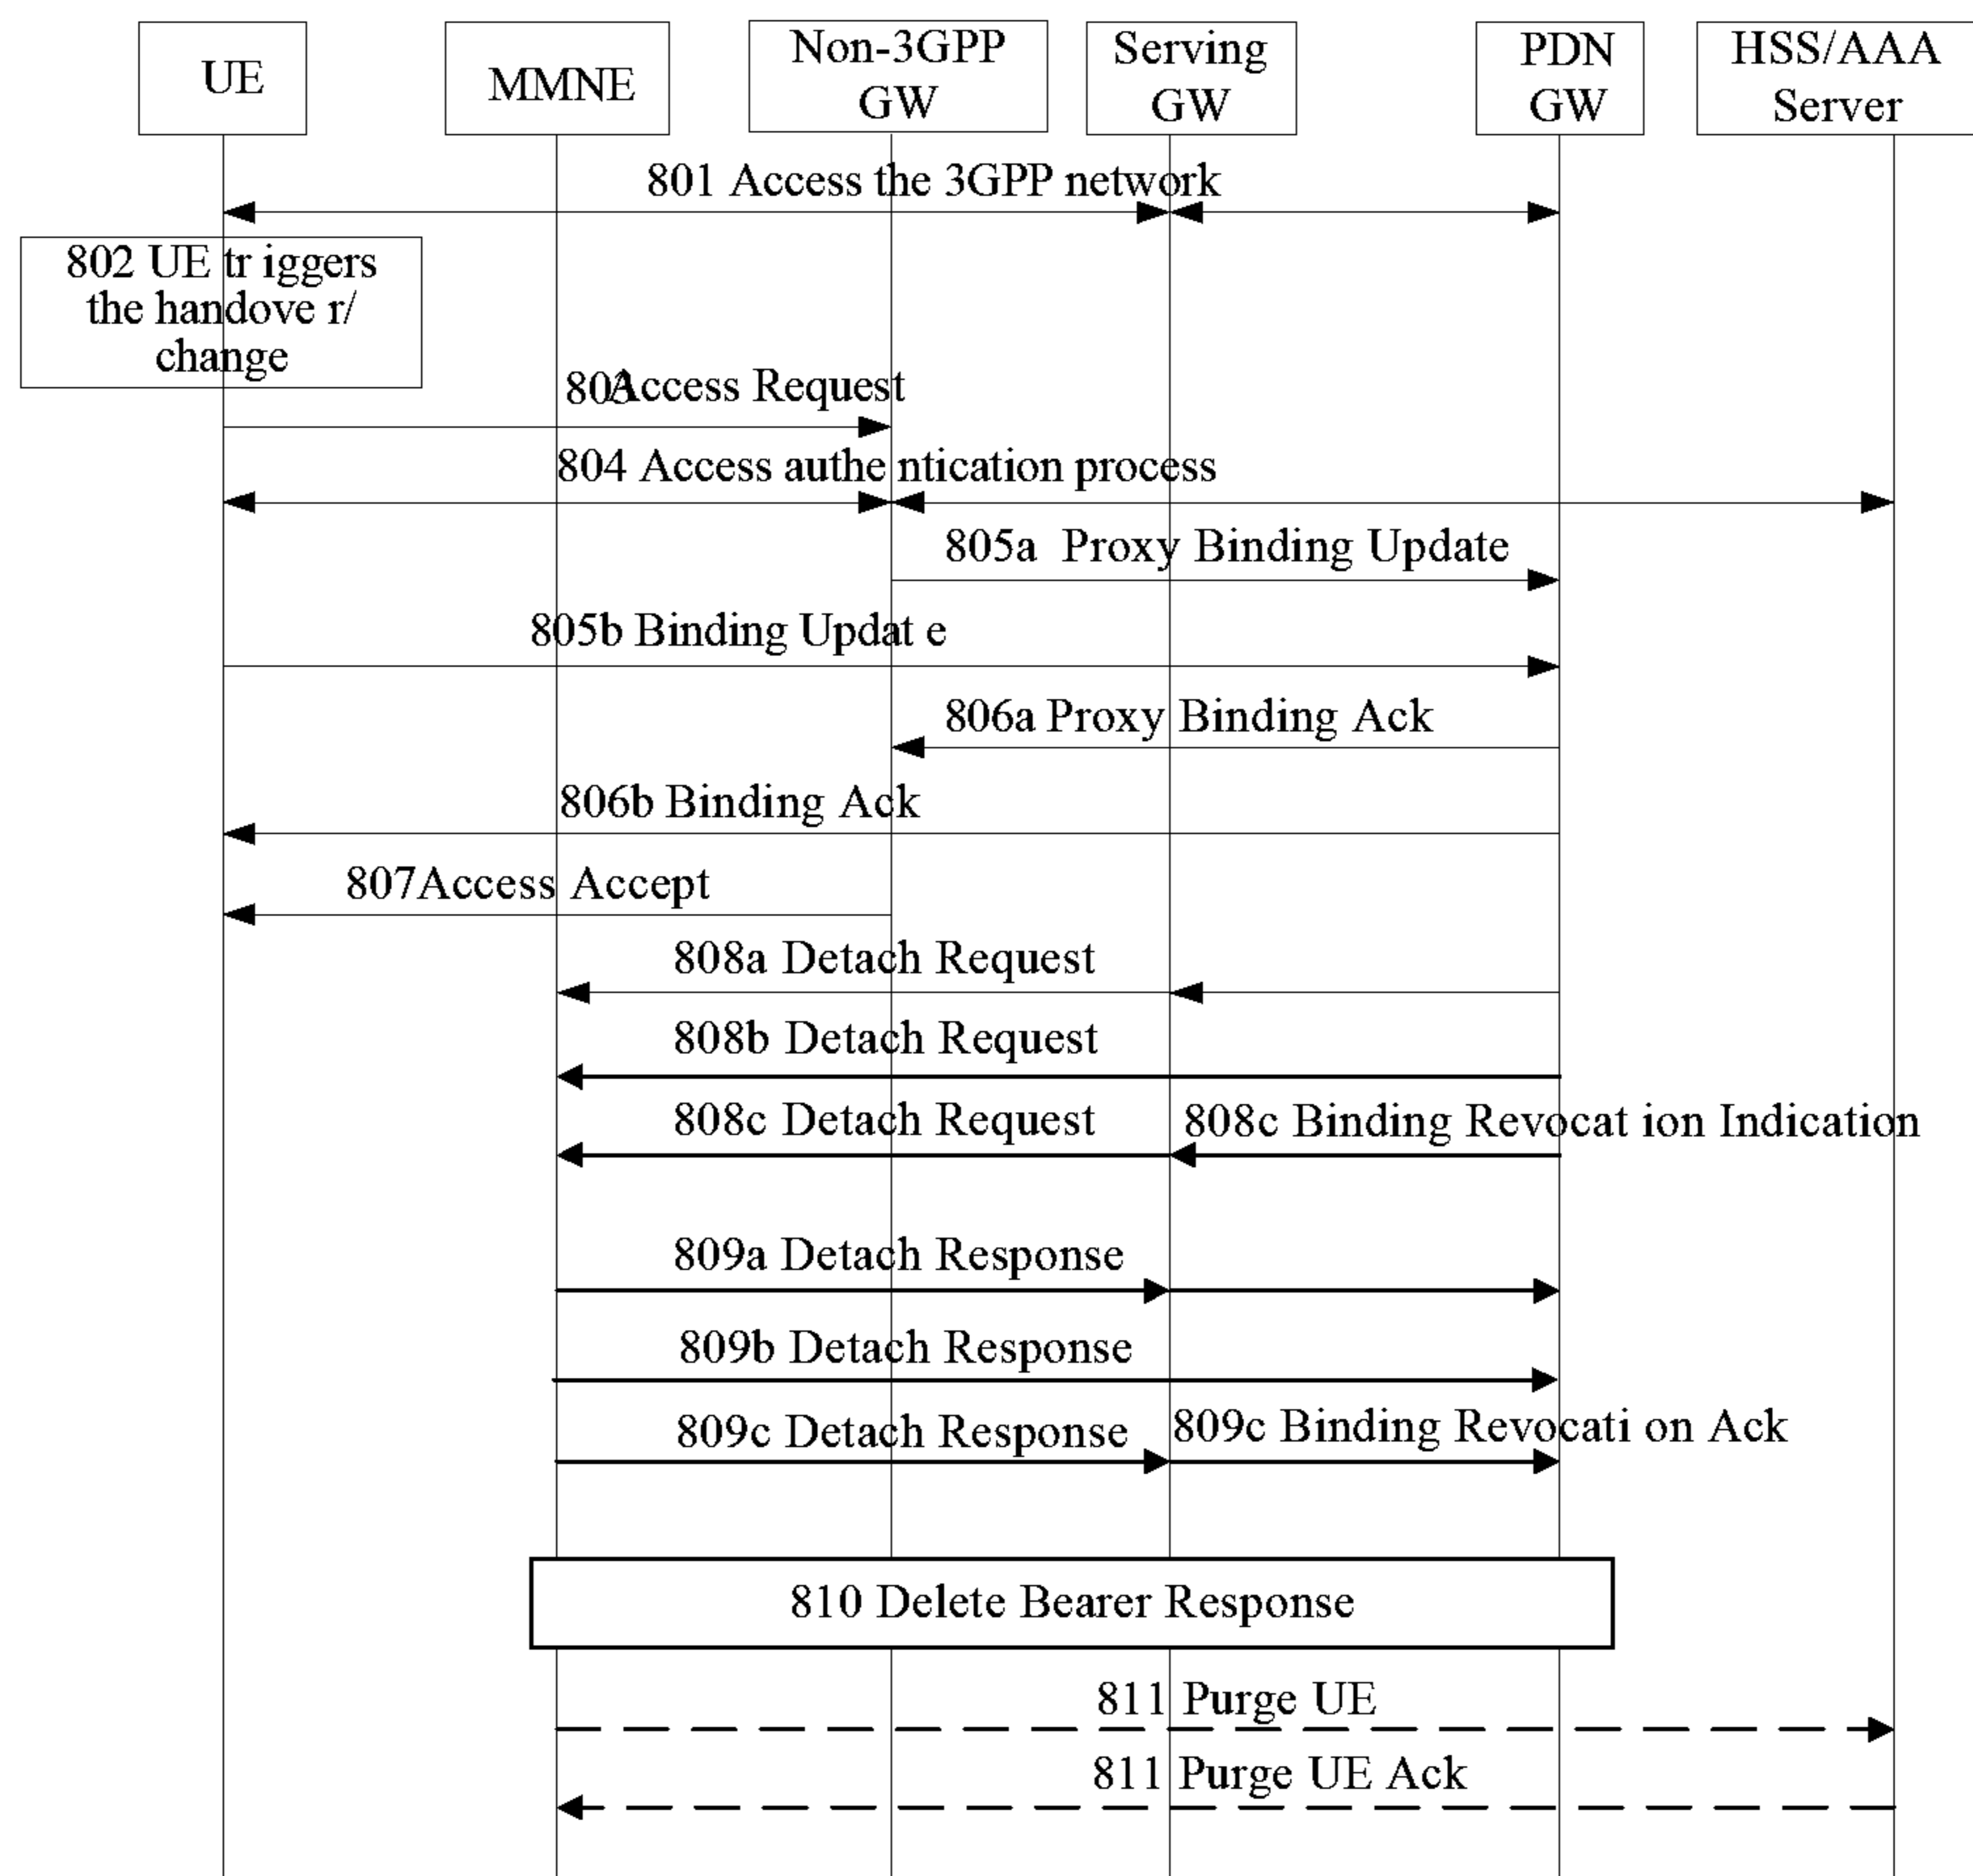 UE
MMNE
Non-3GPP
GW
Serving
GW
PDN
GW
HSS/AAA
Server
801 Access the 3GPP network
802 UE tr iggers
the handove r/
change
803Access Request
804 Access authe ntication process
805a Proxy Binding Update
805b Binding Updat e
806a Proxy Binding Ack
806b Binding Ack
807Access Accept
808a Detach Request
808b Detach Request
808c Detach Request
808c Binding Revocat ion Indication
809a Detach Response
809b Detach Response
809c Detach Response
809c Binding Revocati on Ack
810 Delete Bearer Response
811 Purge UE
811 Purge UE Ack